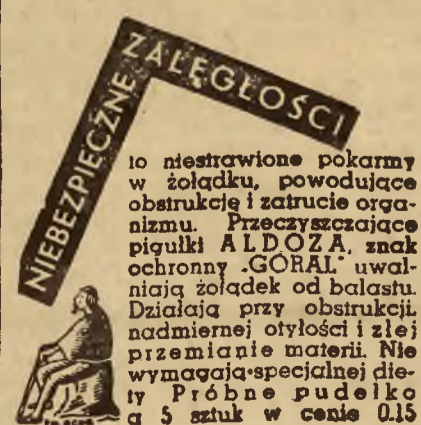 NIEBEZPIECZNE
ZALEGŁOŚCI
to niestrawione pokarmy
w żołądku, powodujące
obstrukcję i zatrucie orga-
nizmu. Przeczyszczające
pigułki ALDOZA, znak
ochronny „GÓRAL" uwal-
niają żołądek od balastu.
Działają przy obstrukcji,
nadmiernej otyłości i złej
przemianie materii. Nie
wymagają specjalnej die-
ty Próbne pudełko
a 5 sztuk w cenie 0.15